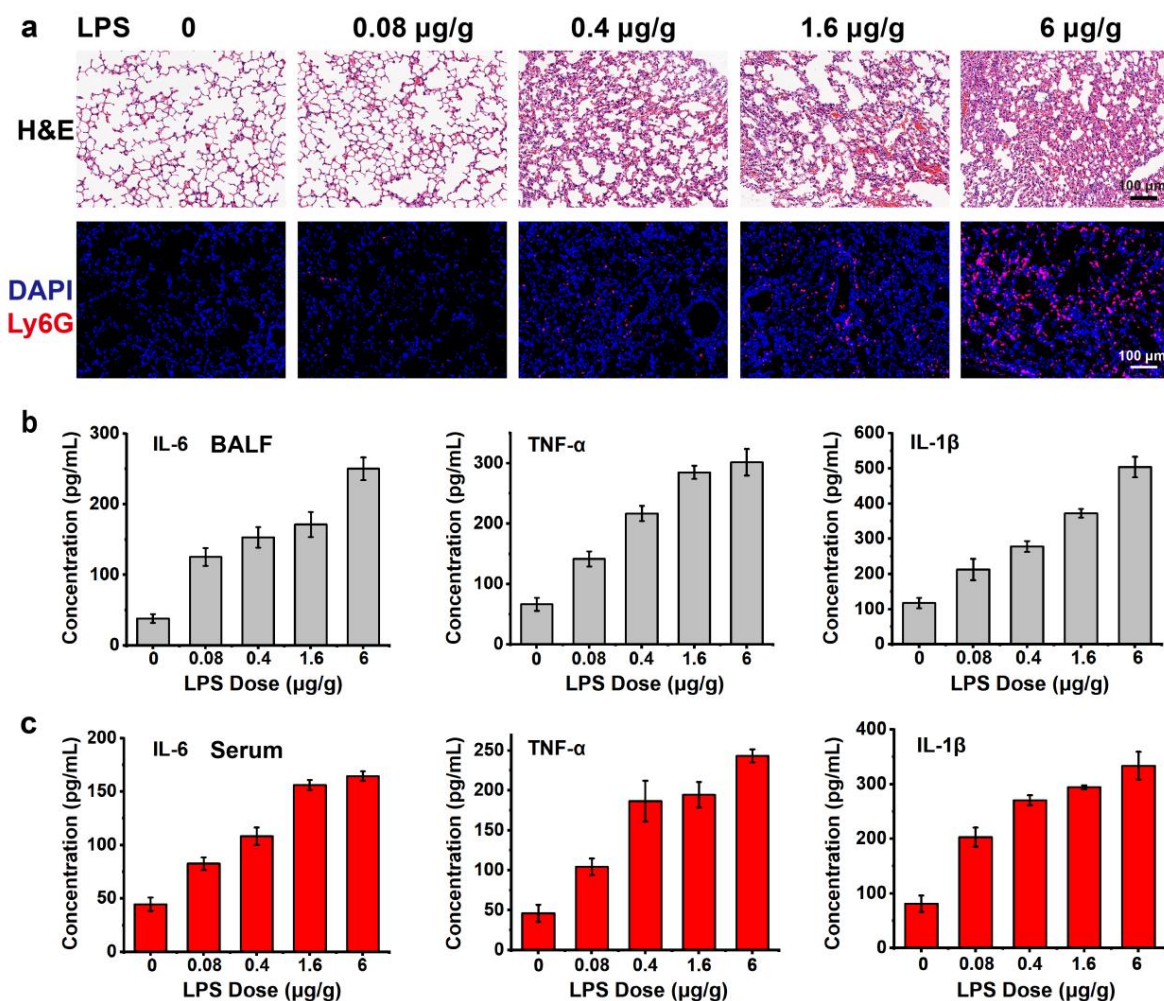 a LPS 0 0.08 µg/g 0.4 µg/g 1.6 µg/g 6 µg/g
H&E
100 µm
DAPI
Ly6G
100 µm
b
IL-6 BALF
Concentration (pg/mL)
300
200
100
0
0 0.08 0.4 1.6 6
LPS Dose (µg/g)
TNF-α
Concentration (pg/mL)
300
200
100
0
0 0.08 0.4 1.6 6
LPS Dose (µg/g)
IL-1β
Concentration (pg/mL)
600
500
400
300
200
100
0
0 0.08 0.4 1.6 6
LPS Dose (µg/g)
c
IL-6 Serum
Concentration (pg/mL)
200
150
100
50
0
0 0.08 0.4 1.6 6
LPS Dose (µg/g)
TNF-α
Concentration (pg/mL)
250
200
150
100
50
0
0 0.08 0.4 1.6 6
LPS Dose (µg/g)
IL-1β
Concentration (pg/mL)
400
300
200
100
0
0 0.08 0.4 1.6 6
LPS Dose (µg/g)